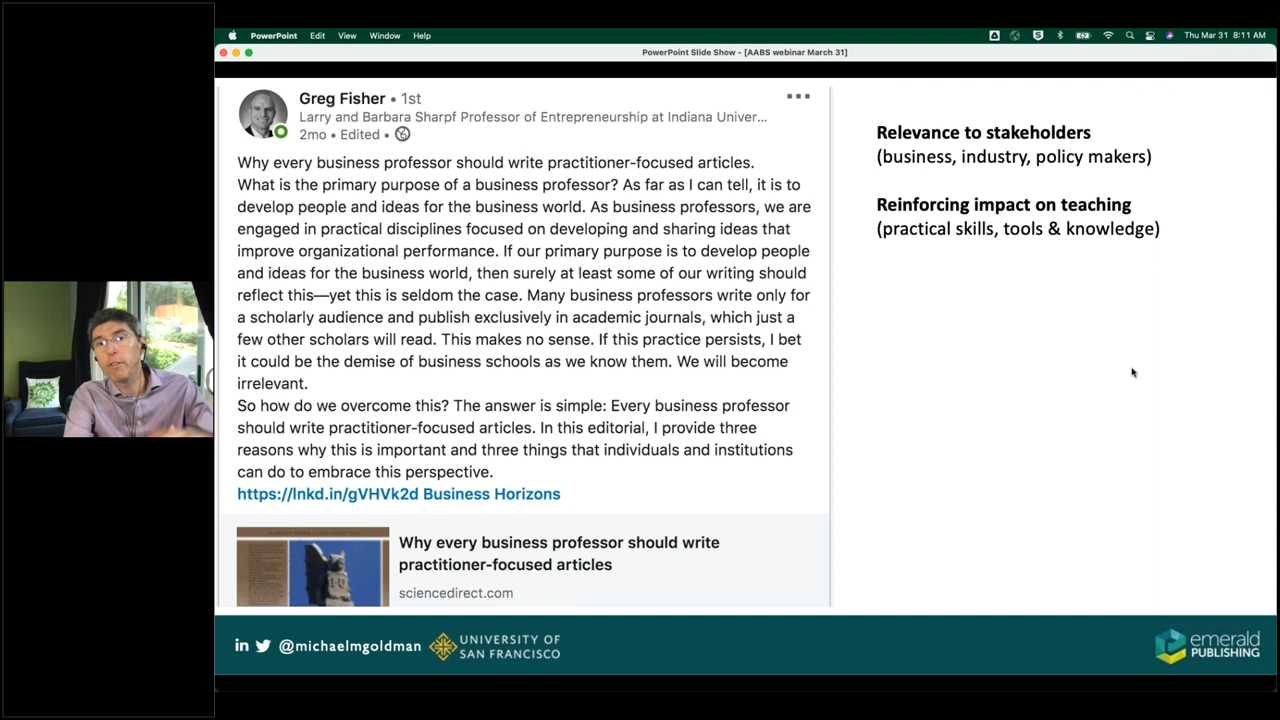 PowerPoint Edit View Window Help
Thu Mar 31 8:11 AM
PowerPoint Slide Show - [AABS webinar March 31]
Greg Fisher • 1st
Larry and Barbara Sharpf Professor of Entrepreneurship at Indiana Univer...
2mo • Edited •
Why every business professor should write practitioner-focused articles.
What is the primary purpose of a business professor? As far as I can tell, it is to
develop people and ideas for the business world. As business professors, we are
engaged in practical disciplines focused on developing and sharing ideas that
improve organizational performance. If our primary purpose is to develop people
and ideas for the business world, then surely at least some of our writing should
reflect this—yet this is seldom the case. Many business professors write only for
a scholarly audience and publish exclusively in academic journals, which just a
few other scholars will read. This makes no sense. If this practice persists, I bet
it could be the demise of business schools as we know them. We will become
irrelevant.
So how do we overcome this? The answer is simple: Every business professor
should write practitioner-focused articles. In this editorial, I provide three
reasons why this is important and three things that individuals and institutions
can do to embrace this perspective.
https://lnkd.in/gVHVk2d Business Horizons
Why every business professor should write
practitioner-focused articles
sciencedirect.com
Relevance to stakeholders
(business, industry, policy makers)
Reinforcing impact on teaching
(practical skills, tools & knowledge)
in @michaelmgoldman
UNIVERSITY OF
SAN FRANCISCO
emerald
PUBLISHING